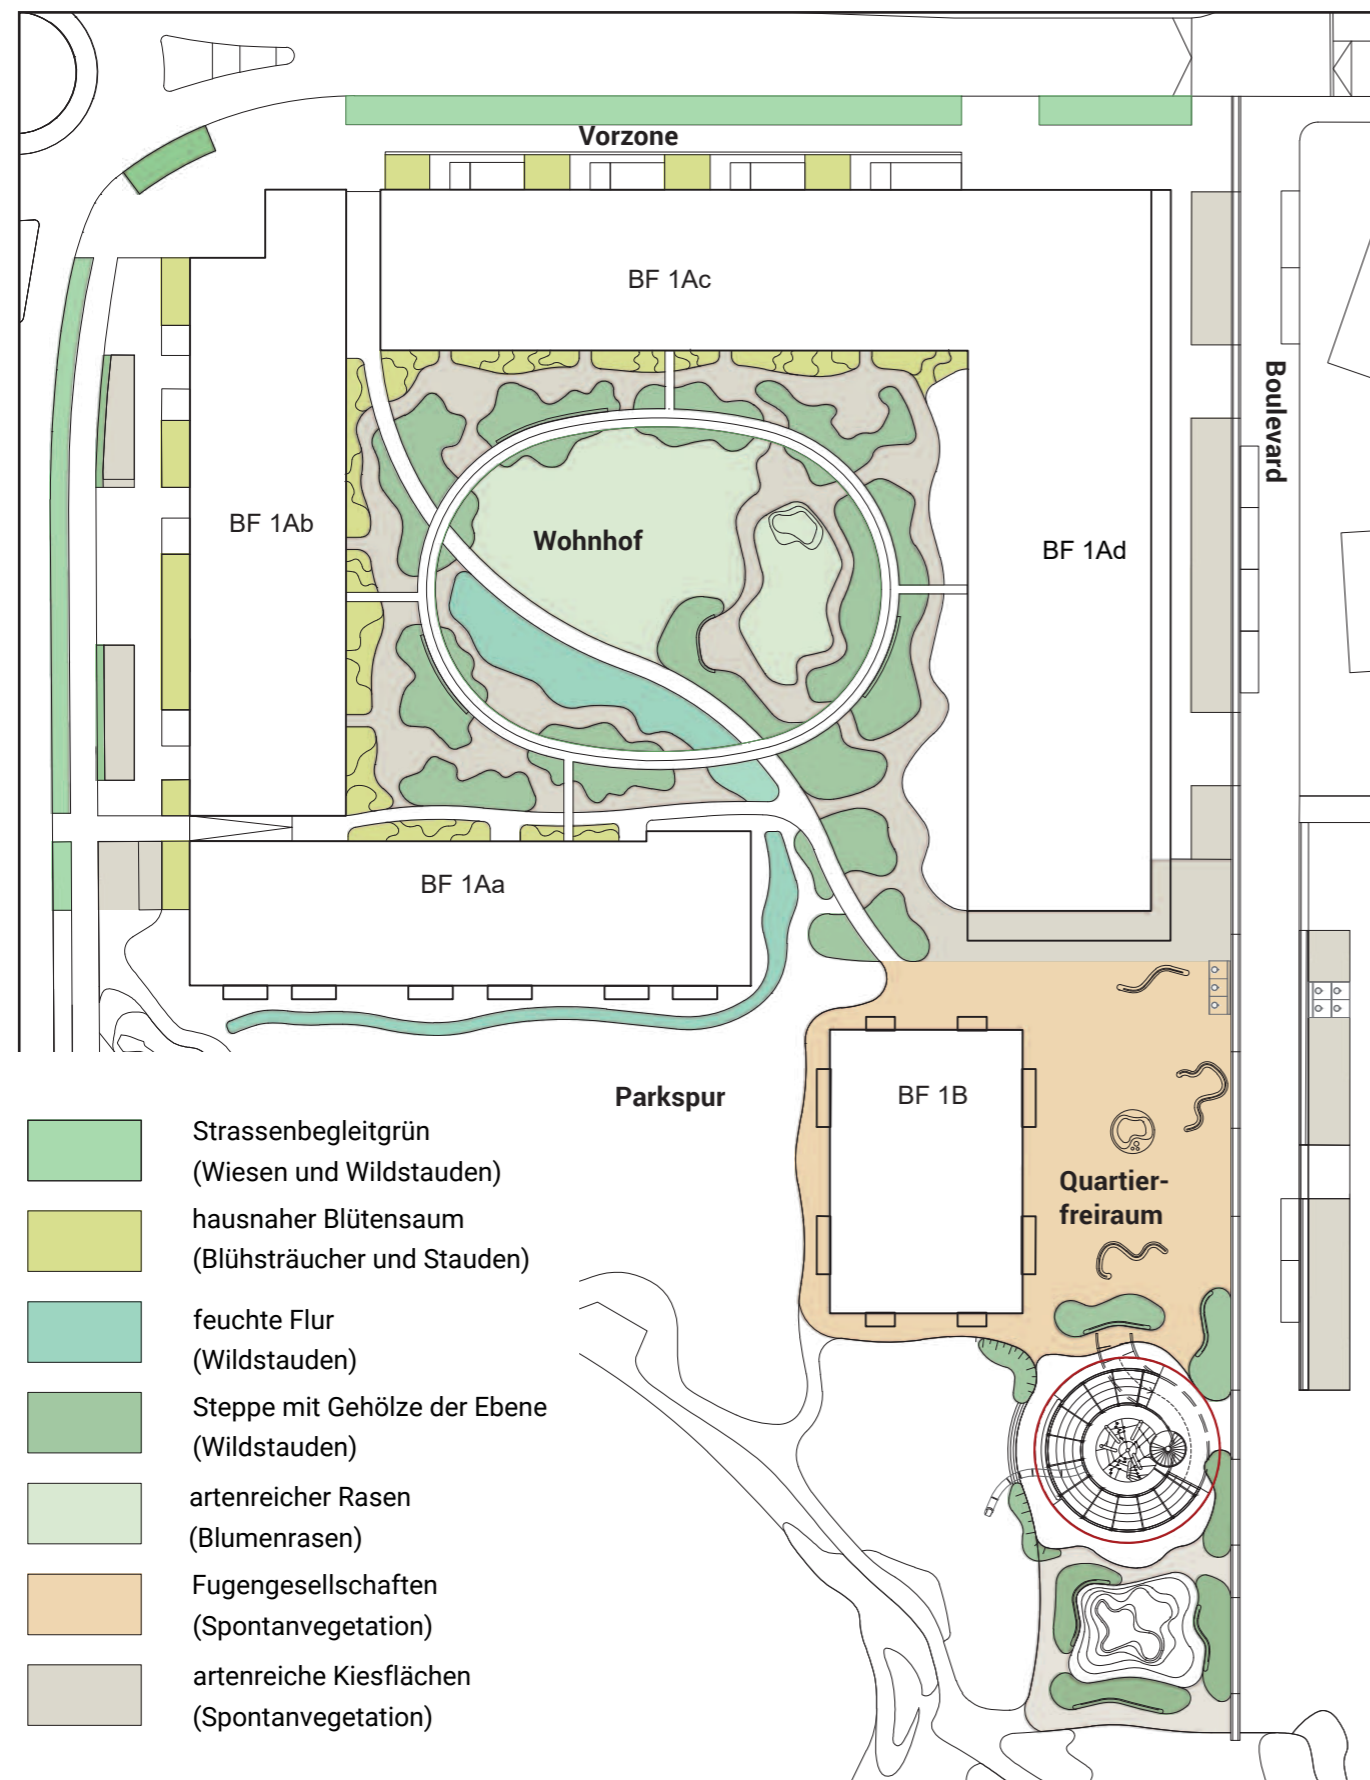 Vorzone
BF 1Ac
Boulevard
BF 1Ab
Wohnhof
BF 1Ad
BF 1Aa
Parkspur
BF 1B
Quartier-
freiraum
Strassenbegleitgrün
(Wiesen und Wildstauden)
hausnaher Blütensaum
(Blühsträucher und Stauden)
feuchte Flur
(Wildstauden)
Steppe mit Gehölze der Ebene
(Wildstauden)
artenreicher Rasen
(Blumenrasen)
Fugengesellschaften
(Spontanvegetation)
artenreiche Kiesflächen
(Spontanvegetation)